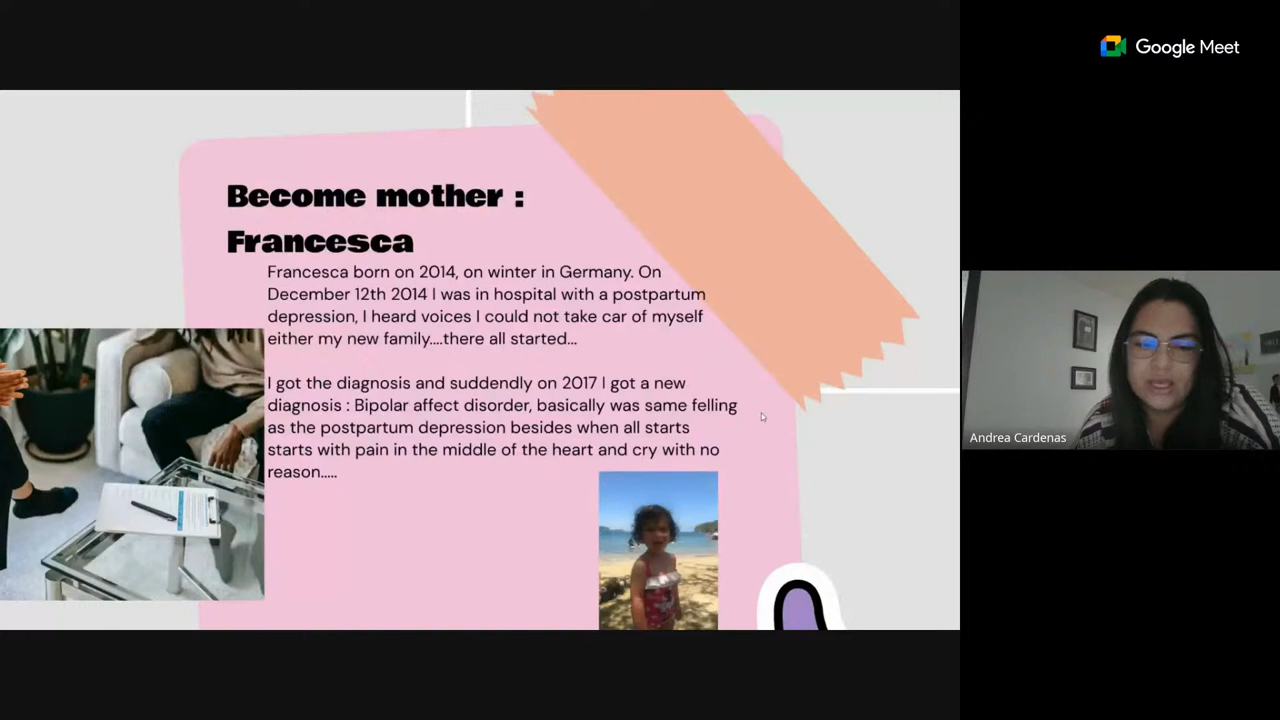 Google Meet
Become mother :
Francesca
Francesca born on 2014, on winter in Germany. On
December 12th 2014 I was in hospital with a postpartum
depression, I heard voices I could not take car of myself
either my new family....there all started...
I got the diagnosis and suddendly on 2017 I got a new
diagnosis : Bipolar affect disorder, basically was same felling
as the postpartum depression besides when all starts
starts with pain in the middle of the heart and cry with no
reason.....
Andrea Cardenas